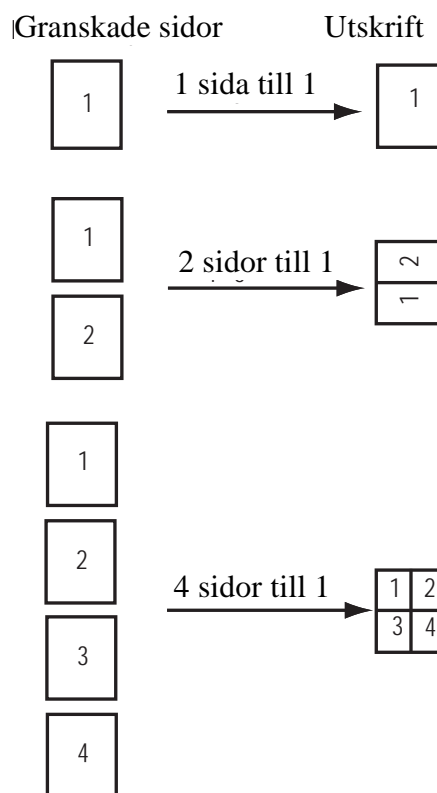 Granskade sidor Utskrift
1 1 sida till 1 1
1
2 sidor till 1
2
1
2
1
2
4 sidor till 1
1 2
3 4
3
4